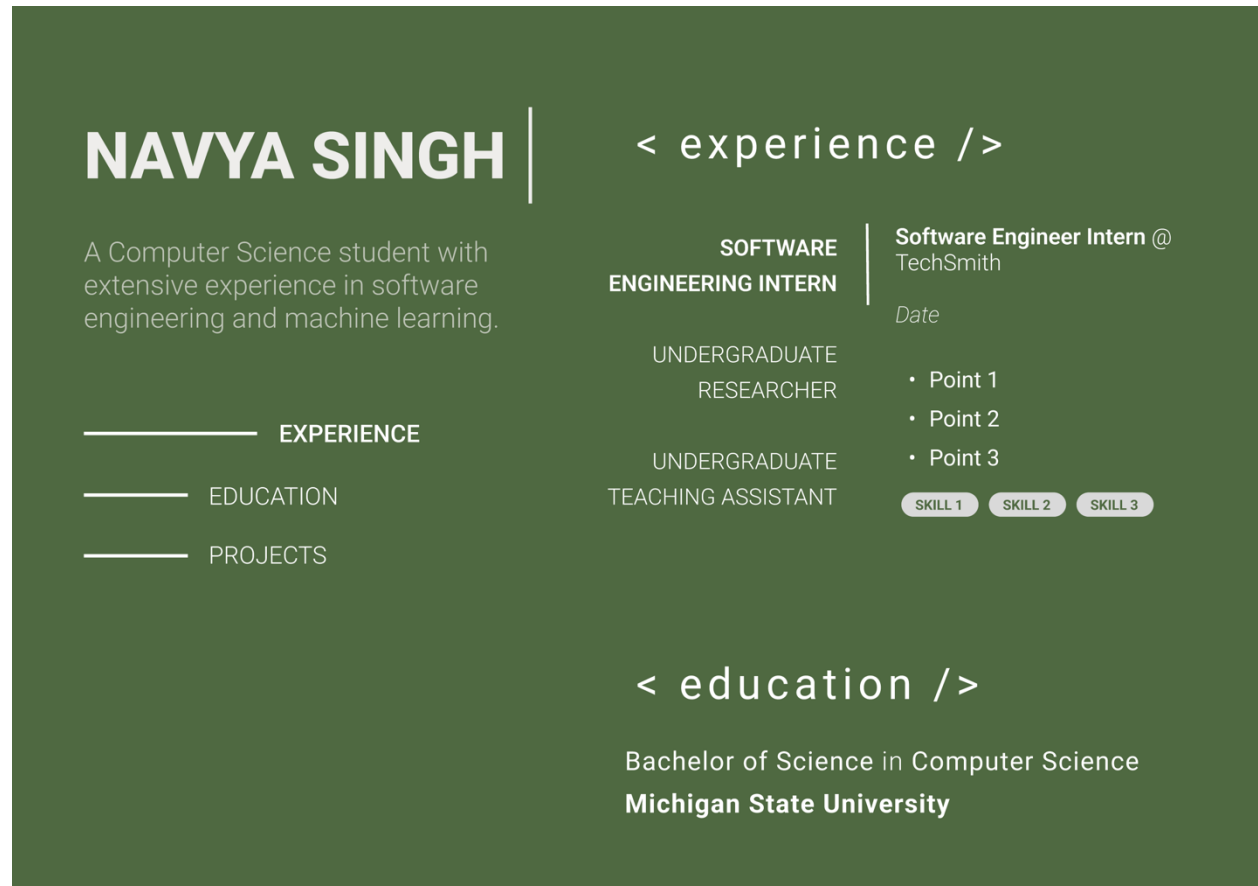 NAVYA SINGH
A Computer Science student with
extensive experience in software
engineering and machine learning.
EXPERIENCE
EDUCATION
PROJECTS
< experience />
SOFTWARE
ENGINEERING INTERN
UNDERGRADUATE
RESEARCHER
UNDERGRADUATE
TEACHING ASSISTANT
Software Engineer Intern @
TechSmith
Date
• Point 1
• Point 2
• Point 3
SKILL 1 SKILL 2 SKILL 3
< education />
Bachelor of Science in Computer Science
Michigan State University